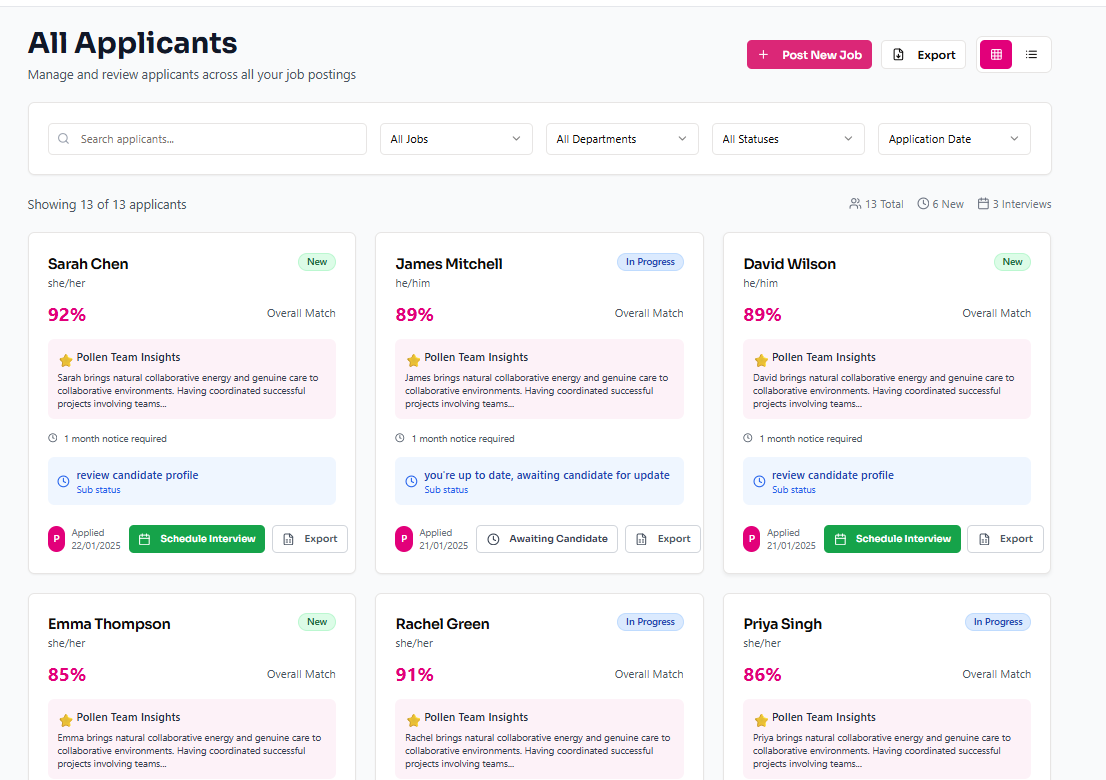 All Applicants
Manage and review applicants across all your job postings
Post New Job
Export
Search applicants...
All Jobs
All Departments
All Statuses
Application Date
Showing 13 of 13 applicants
13 Total
6 New
3 Interviews
Sarah Chen
New
she/her
92%
Overall Match
Pollen Team Insights
Sarah brings natural collaborative energy and genuine care to
collaborative environments. Having coordinated successful
projects involving teams...
1 month notice required
review candidate profile
Sub status
P
Applied
22/01/2025
Schedule Interview
Export
James Mitchell
In Progress
he/him
89%
Overall Match
Pollen Team Insights
James brings natural collaborative energy and genuine care to
collaborative environments. Having coordinated successful
projects involving teams...
1 month notice required
you're up to date, awaiting candidate for update
Sub status
P
Applied
21/01/2025
Awaiting Candidate
Export
David Wilson
New
he/him
89%
Overall Match
Pollen Team Insights
David brings natural collaborative energy and genuine care to
collaborative environments. Having coordinated successful
projects involving teams...
1 month notice required
review candidate profile
Sub status
P
Applied
21/01/2025
Schedule Interview
Export
Emma Thompson
New
she/her
85%
Overall Match
Pollen Team Insights
Emma brings natural collaborative energy and genuine care to
collaborative environments. Having coordinated successful
projects involving teams...
Rachel Green
In Progress
she/her
91%
Overall Match
Pollen Team Insights
Rachel brings natural collaborative energy and genuine care to
collaborative environments. Having coordinated successful
projects involving teams...
Priya Singh
In Progress
she/her
86%
Overall Match
Pollen Team Insights
Priya brings natural collaborative energy and genuine care to
collaborative environments. Having coordinated successful
projects involving teams...